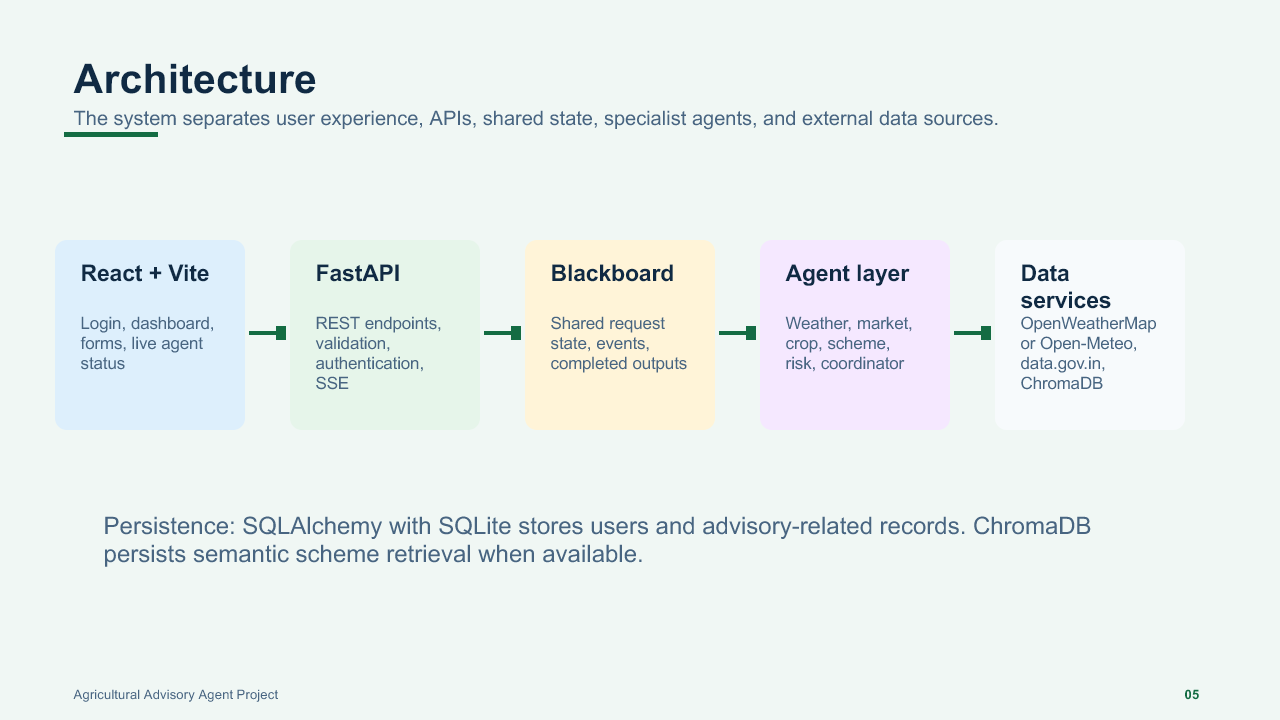 Architecture
The system separates user experience, APIs, shared state, specialist agents, and external data sources.
React + Vite
Login, dashboard,
forms, live agent
status
FastAPI
REST endpoints,
validation,
authentication,
SSE
Blackboard
Shared request
state, events,
completed outputs
Agent layer
Weather, market,
crop, scheme,
risk, coordinator
Data
services
OpenWeatherMap
or Open-Meteo,
data.gov.in,
ChromaDB
Persistence: SQLAlchemy with SQLite stores users and advisory-related records. ChromaDB
persists semantic scheme retrieval when available.
Agricultural Advisory Agent Project
05